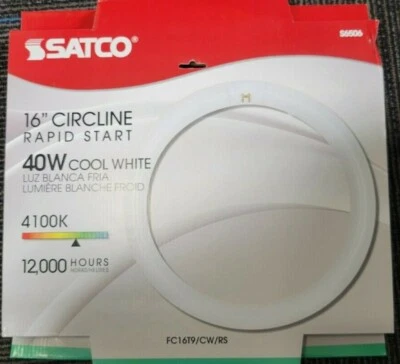 SATCO
S6506
16" CIRCLINE
RAPID START
40W COOL WHITE
LUZ BLANCA FRIA
LUMIÈRE BLANCHE FROID
4100K
12,000 HOURS
FC16T9/CW/RS